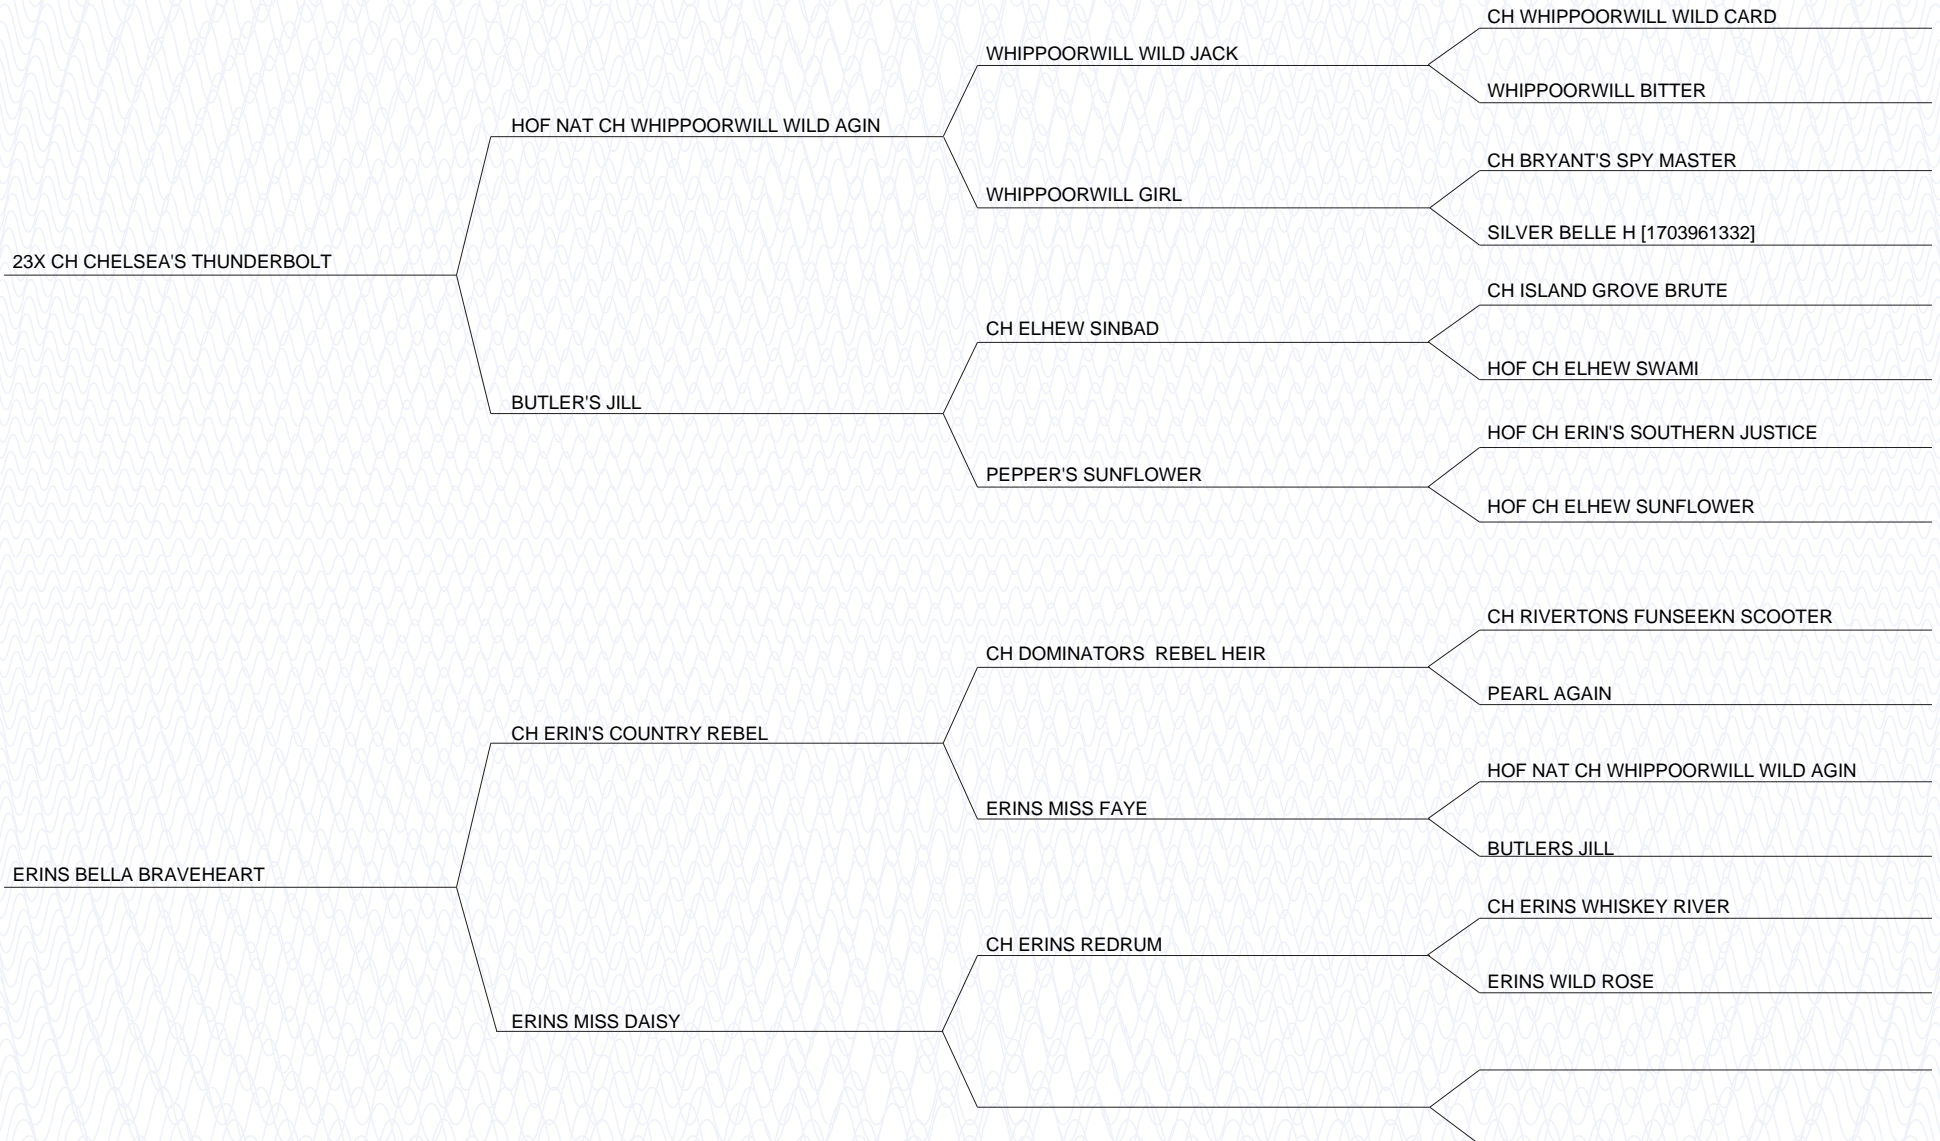 CH WHIPPOORWILL WILD CARD
WHIPPOORWILL WILD JACK
WHIPPOORWILL BITTER
HOF NAT CH WHIPPOORWILL WILD AGIN
CH BRYANT'S SPY MASTER
WHIPPOORWILL GIRL
SILVER BELLE H [1703961332]
23X CH CHELSEA'S THUNDERBOLT
CH ISLAND GROVE BRUTE
CH ELHEW SINBAD
HOF CH ELHEW SWAMI
BUTLER'S JILL
HOF CH ERIN'S SOUTHERN JUSTICE
PEPPER'S SUNFLOWER
HOF CH ELHEW SUNFLOWER
CH RIVERTONS FUNSEEKN SCOOTER
CH DOMINATORS  REBEL HEIR
PEARL AGAIN
CH ERIN'S COUNTRY REBEL
HOF NAT CH WHIPPOORWILL WILD AGIN
ERINS MISS FAYE
BUTLERS JILL
ERINS BELLA BRAVEHEART
CH ERINS WHISKEY RIVER
CH ERINS REDRUM
ERINS WILD ROSE
ERINS MISS DAISY